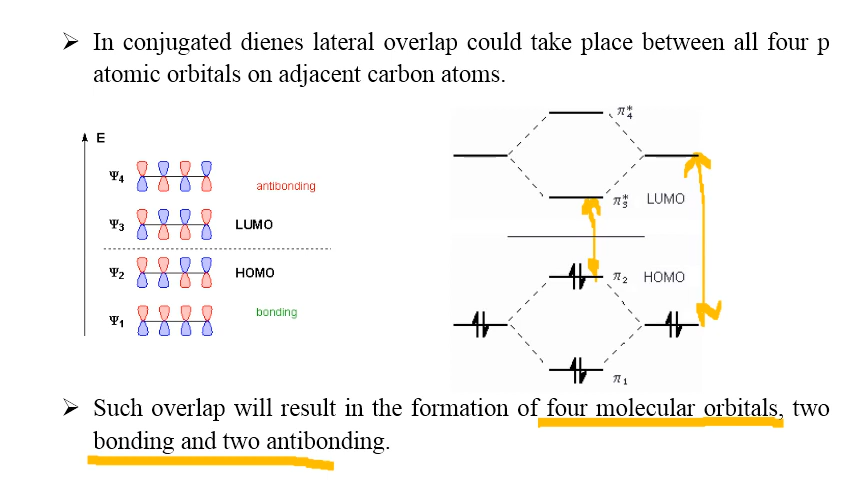 ➢ In conjugated dienes lateral overlap could take place between all four p
atomic orbitals on adjacent carbon atoms.
E
Ψ4
antibonding
Ψ3
LUMO
Ψ2
HOMO
Ψ1
bonding
π4*
π3*
LUMO
π2
HOMO
π1
➢ Such overlap will result in the formation of four molecular orbitals, two
bonding and two antibonding.